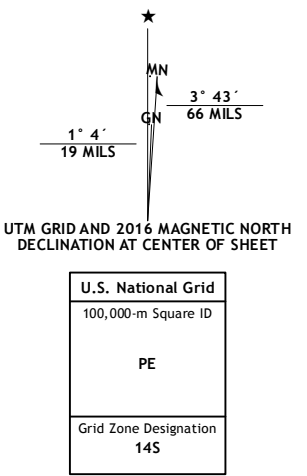 ★
MN
3° 43´
66 MILS
GN
1° 4´
19 MILS
UTM GRID AND 2016 MAGNETIC NORTH
DECLINATION AT CENTER OF SHEET
U.S. National Grid
100,000-m Square ID
PE
Grid Zone Designation
14S